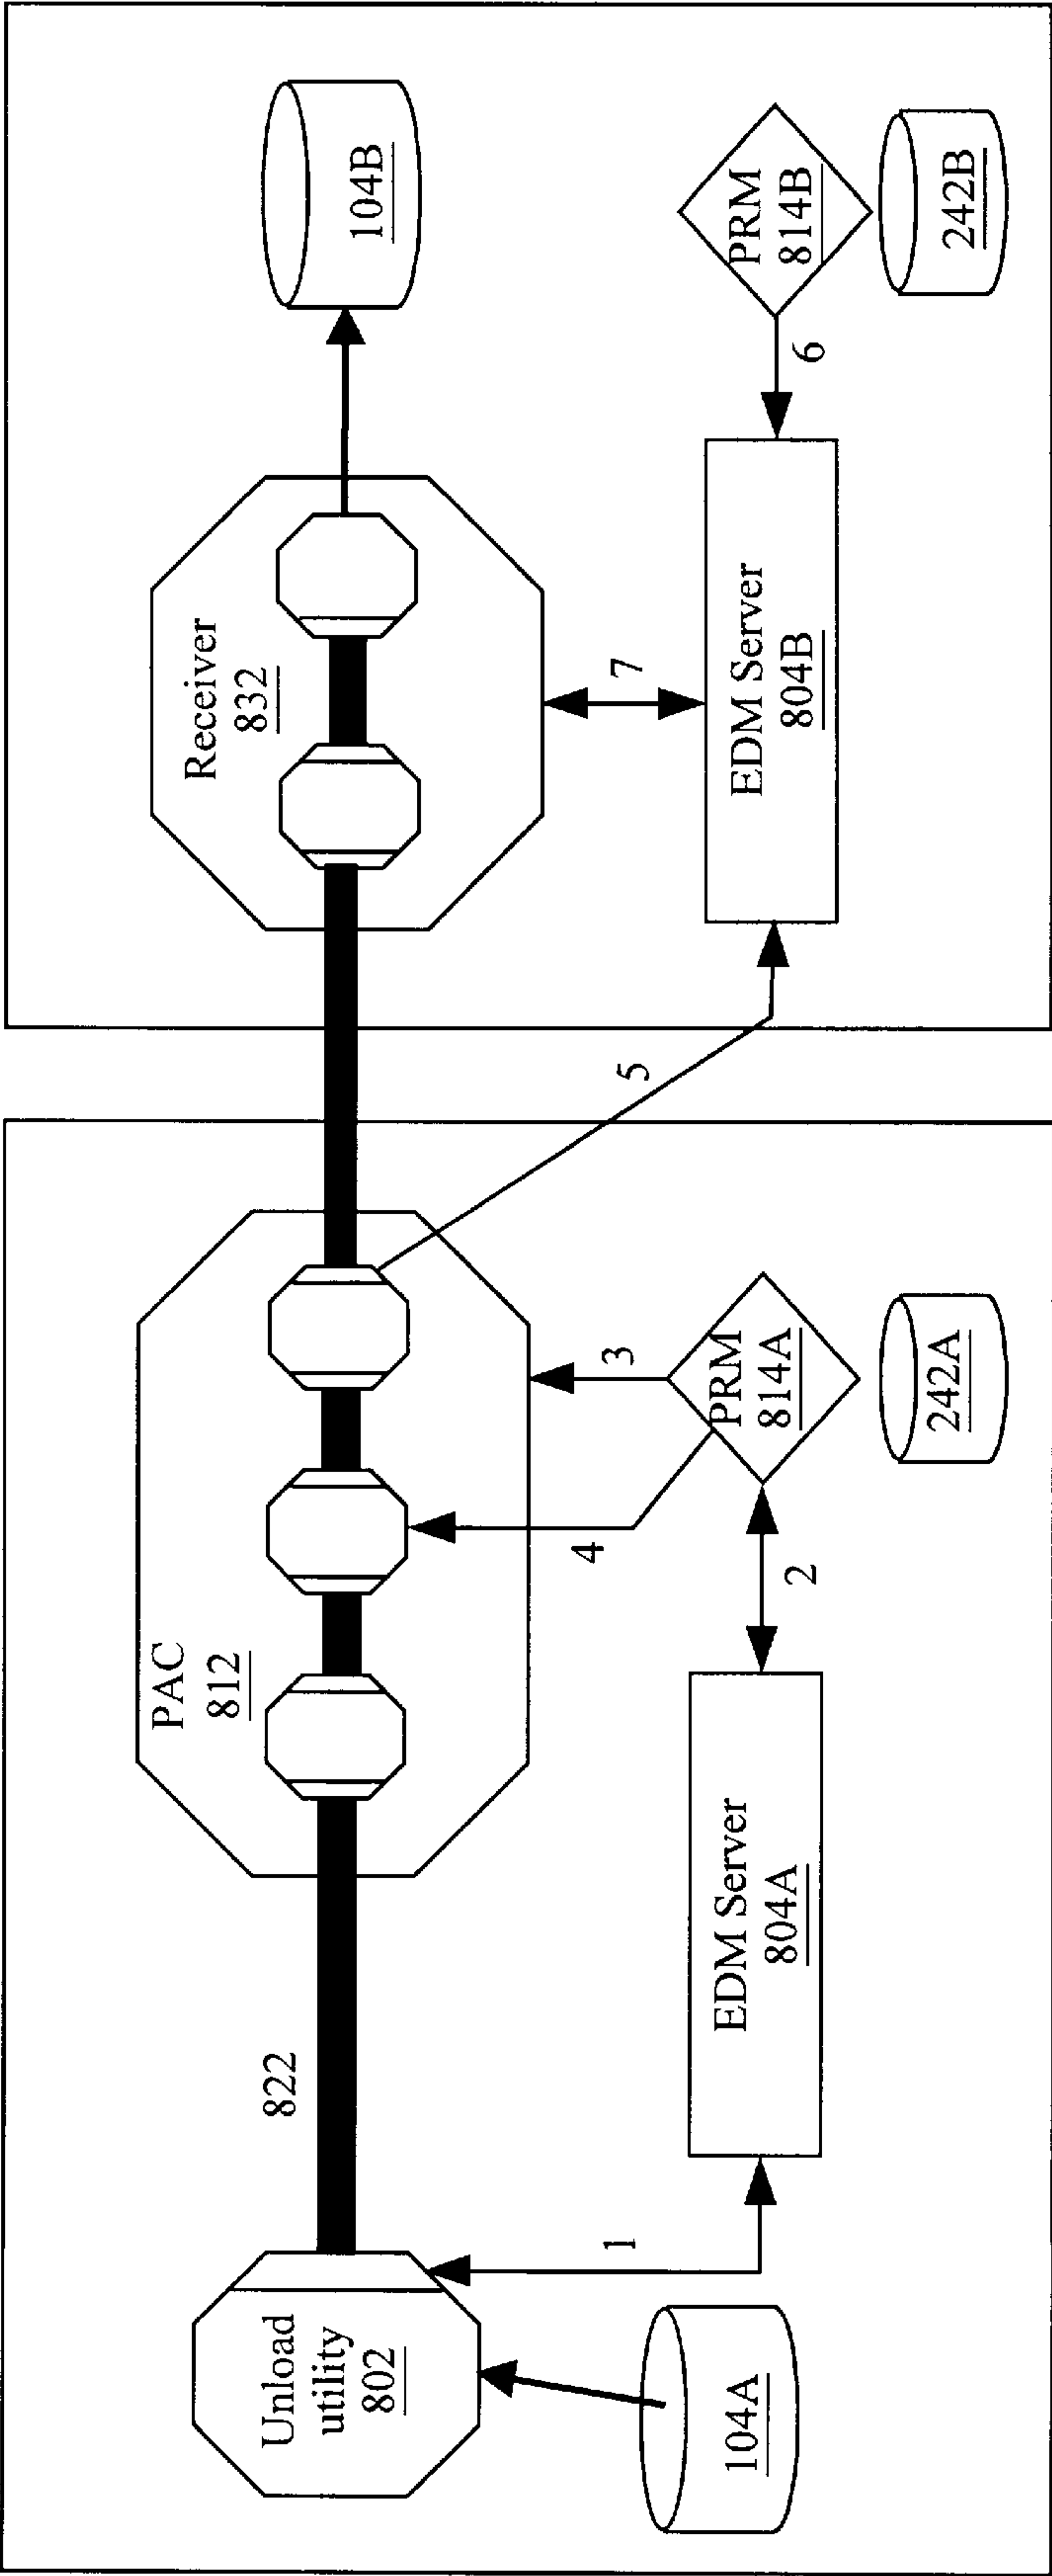 Unload
utility
802
822
PAC
812
Receiver
832
104B
104A
1
EDM Server
804A
2
PRM
814A
3
4
242A
5
EDM Server
804B
7
6
PRM
814B
242B